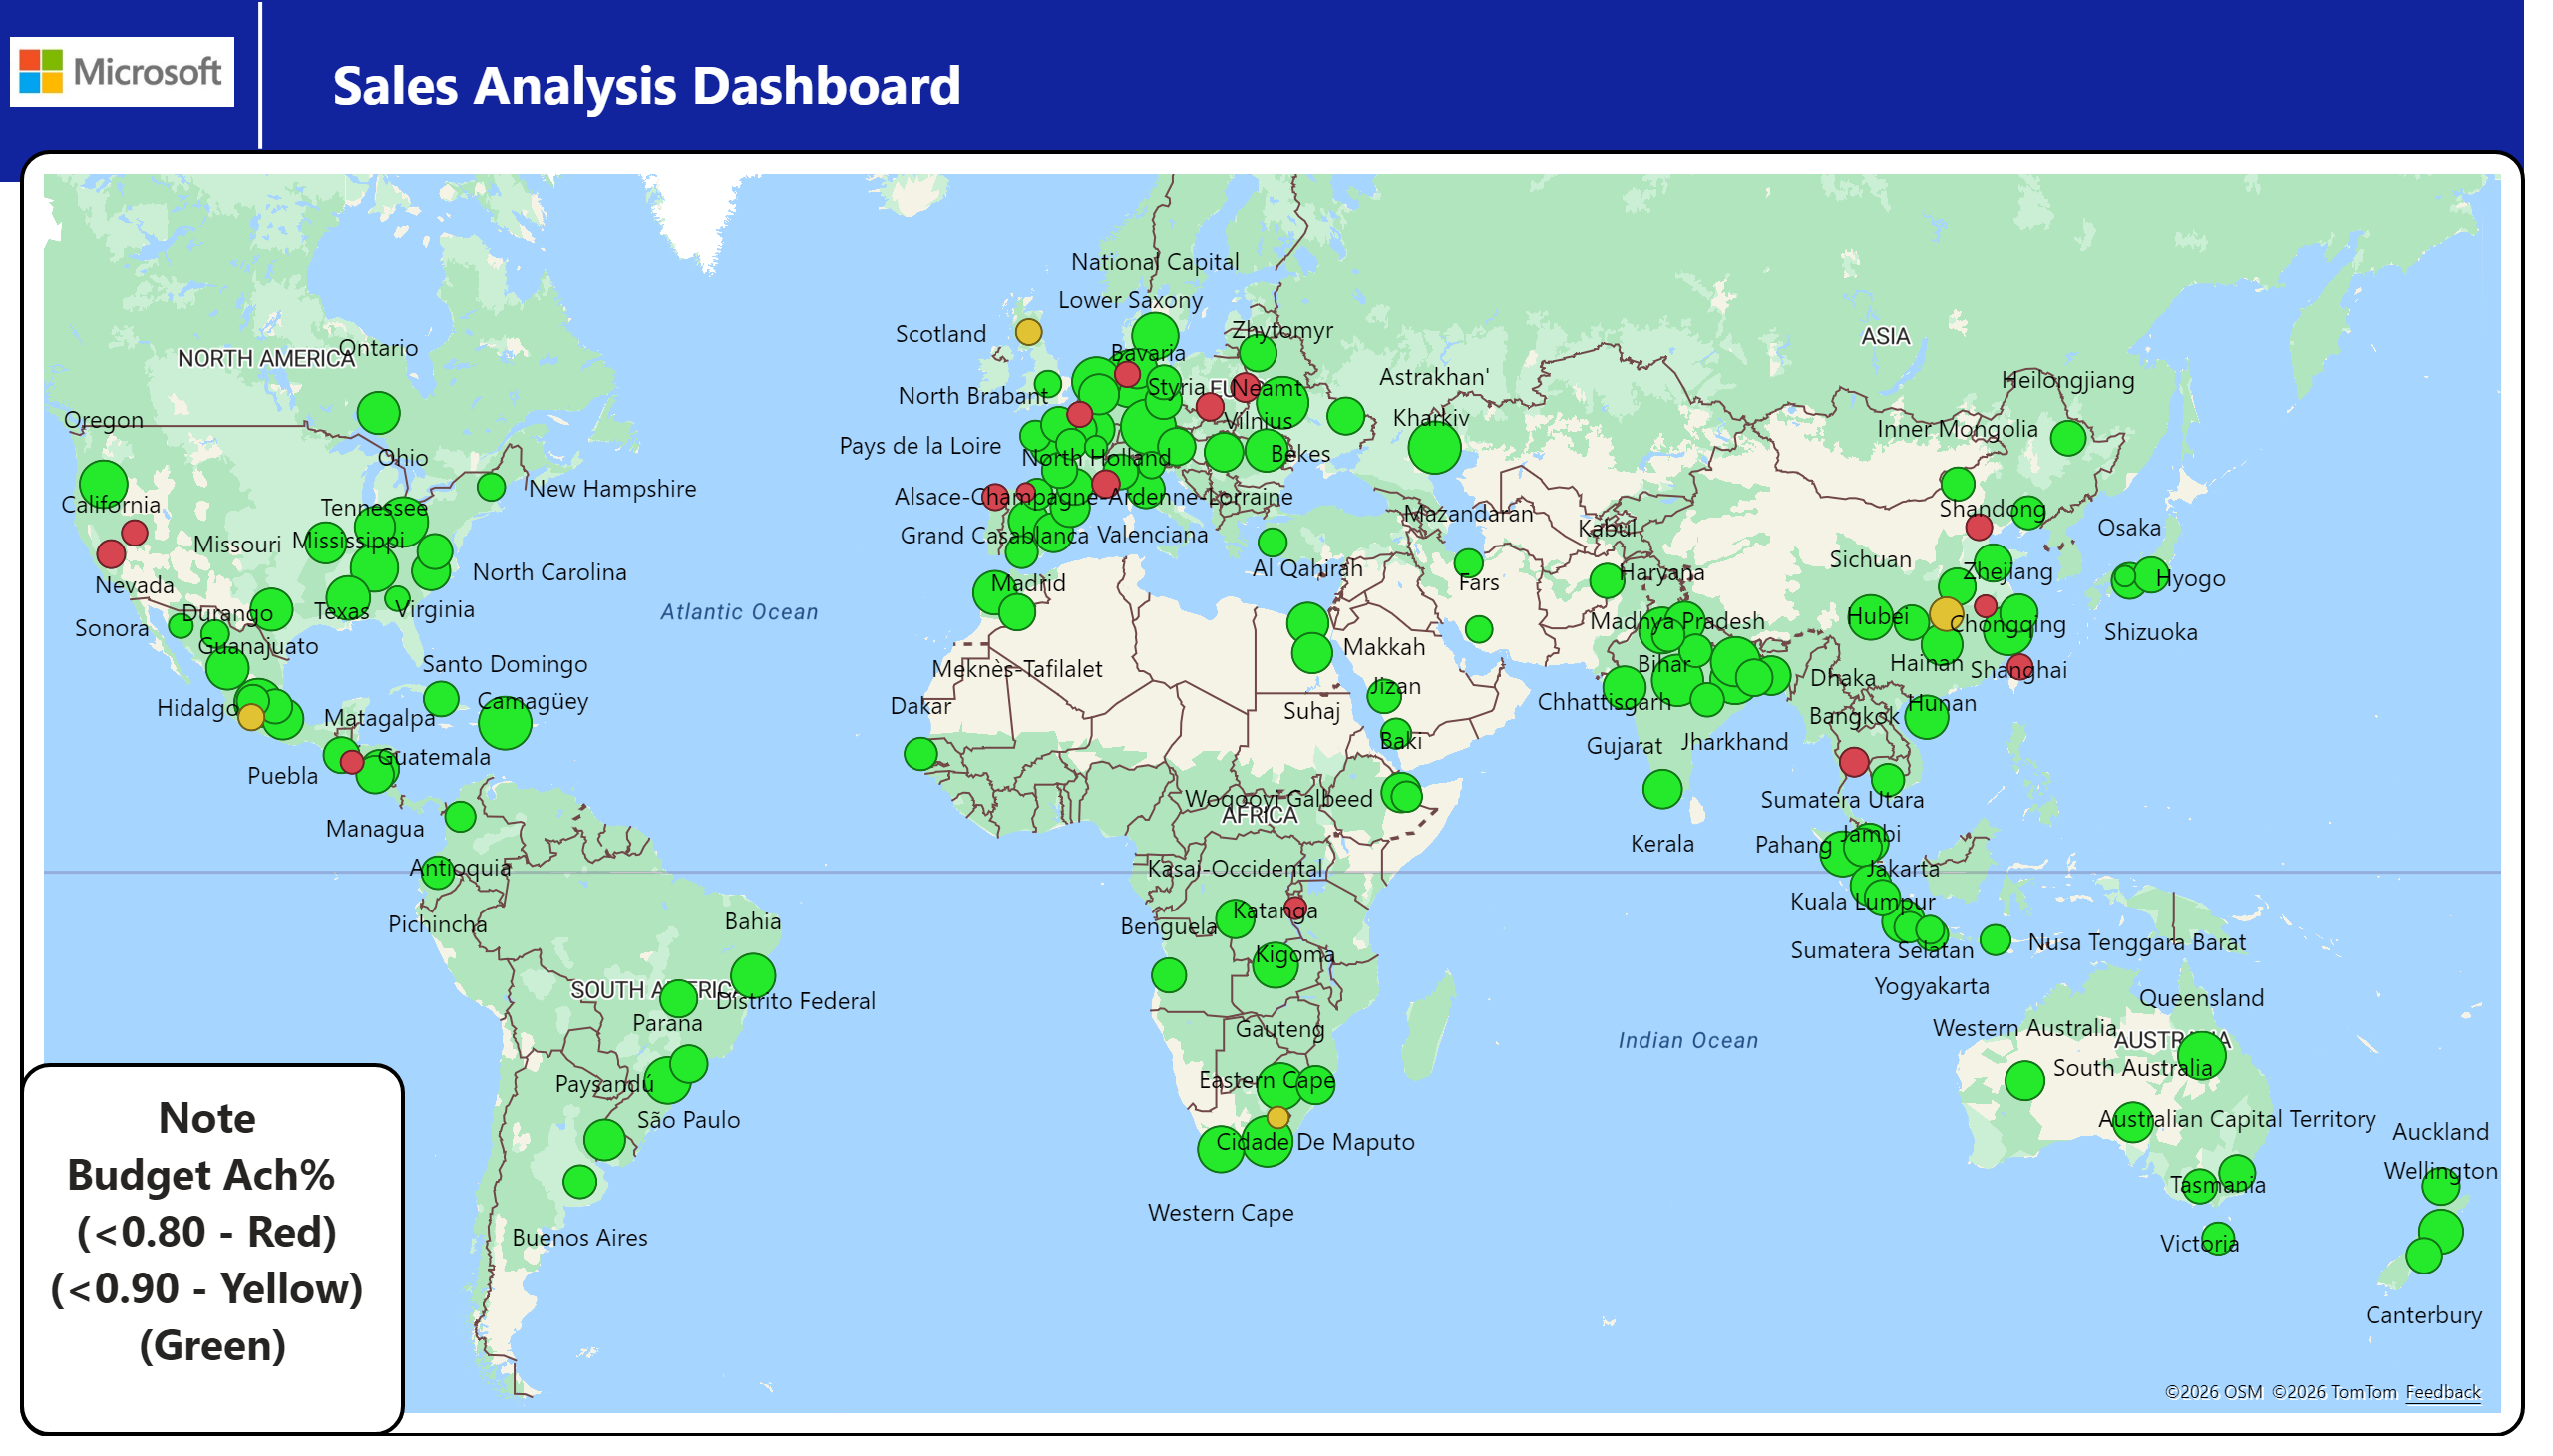 Microsoft
Sales Analysis Dashboard
National Capital
Lower Saxony
Scotland
Zhytomyr
ASIA
Ontario
NORTH AMERICA
Bavaria
Astrakhan'
Heilongjiang
North Brabant
Styria
EU
Neamt
Oregon
Vilnius
Kharkiv
Inner Mongolia
Pays de la Loire
Ohio
North Holland
Bekes
New Hampshire
Alsace-Champagne-Ardenne-Lorraine
California
Tennessee
Mazandaran
Kabul
Shandong
Osaka
Missouri
Mississippi
Grand Casablanca
Valenciana
Al Qahirah
Sichuan
Zhejiang
Hyogo
Nevada
North Carolina
Madrid
Fars
Haryana
Durango
Texas
Virginia
Atlantic Ocean
Madhya Pradesh
Hubei
Chongqing
Shizuoka
Sonora
Guanajuato
Makkah
Meknès-Tafilalet
Santo Domingo
Bihar
Hainan
Shanghai
Jizan
Dhaka
Camagüey
Hidalgo
Dakar
Suhaj
Chhattisgarh
Hunan
Matagalpa
Bangkok
Baki
Gujarat
Jharkhand
Guatemala
Puebla
Woqooyi Galbeed
AFRICA
Sumatera Utara
Managua
Kerala
Pahang
Jambi
Antioquia
Kasai-Occidental
Jakarta
Kuala Lumpur
Pichincha
Bahia
Benguela
Katanga
Kigoma
Sumatera Selatan
Nusa Tenggara Barat
SOUTH AMERICA
Distrito Federal
Yogyakarta
Queensland
Parana
Gauteng
Indian Ocean
Western Australia
AUSTRALIA
South Australia
Paysandú
Eastern Cape
São Paulo
Cidade De Maputo
Australian Capital Territory
Auckland
Wellington
Tasmania
Western Cape
Buenos Aires
Victoria
Canterbury
Note
Budget Ach%
(<0.80 - Red)
(<0.90 - Yellow)
(Green)
©2026 OSM ©2026 TomTom Feedback